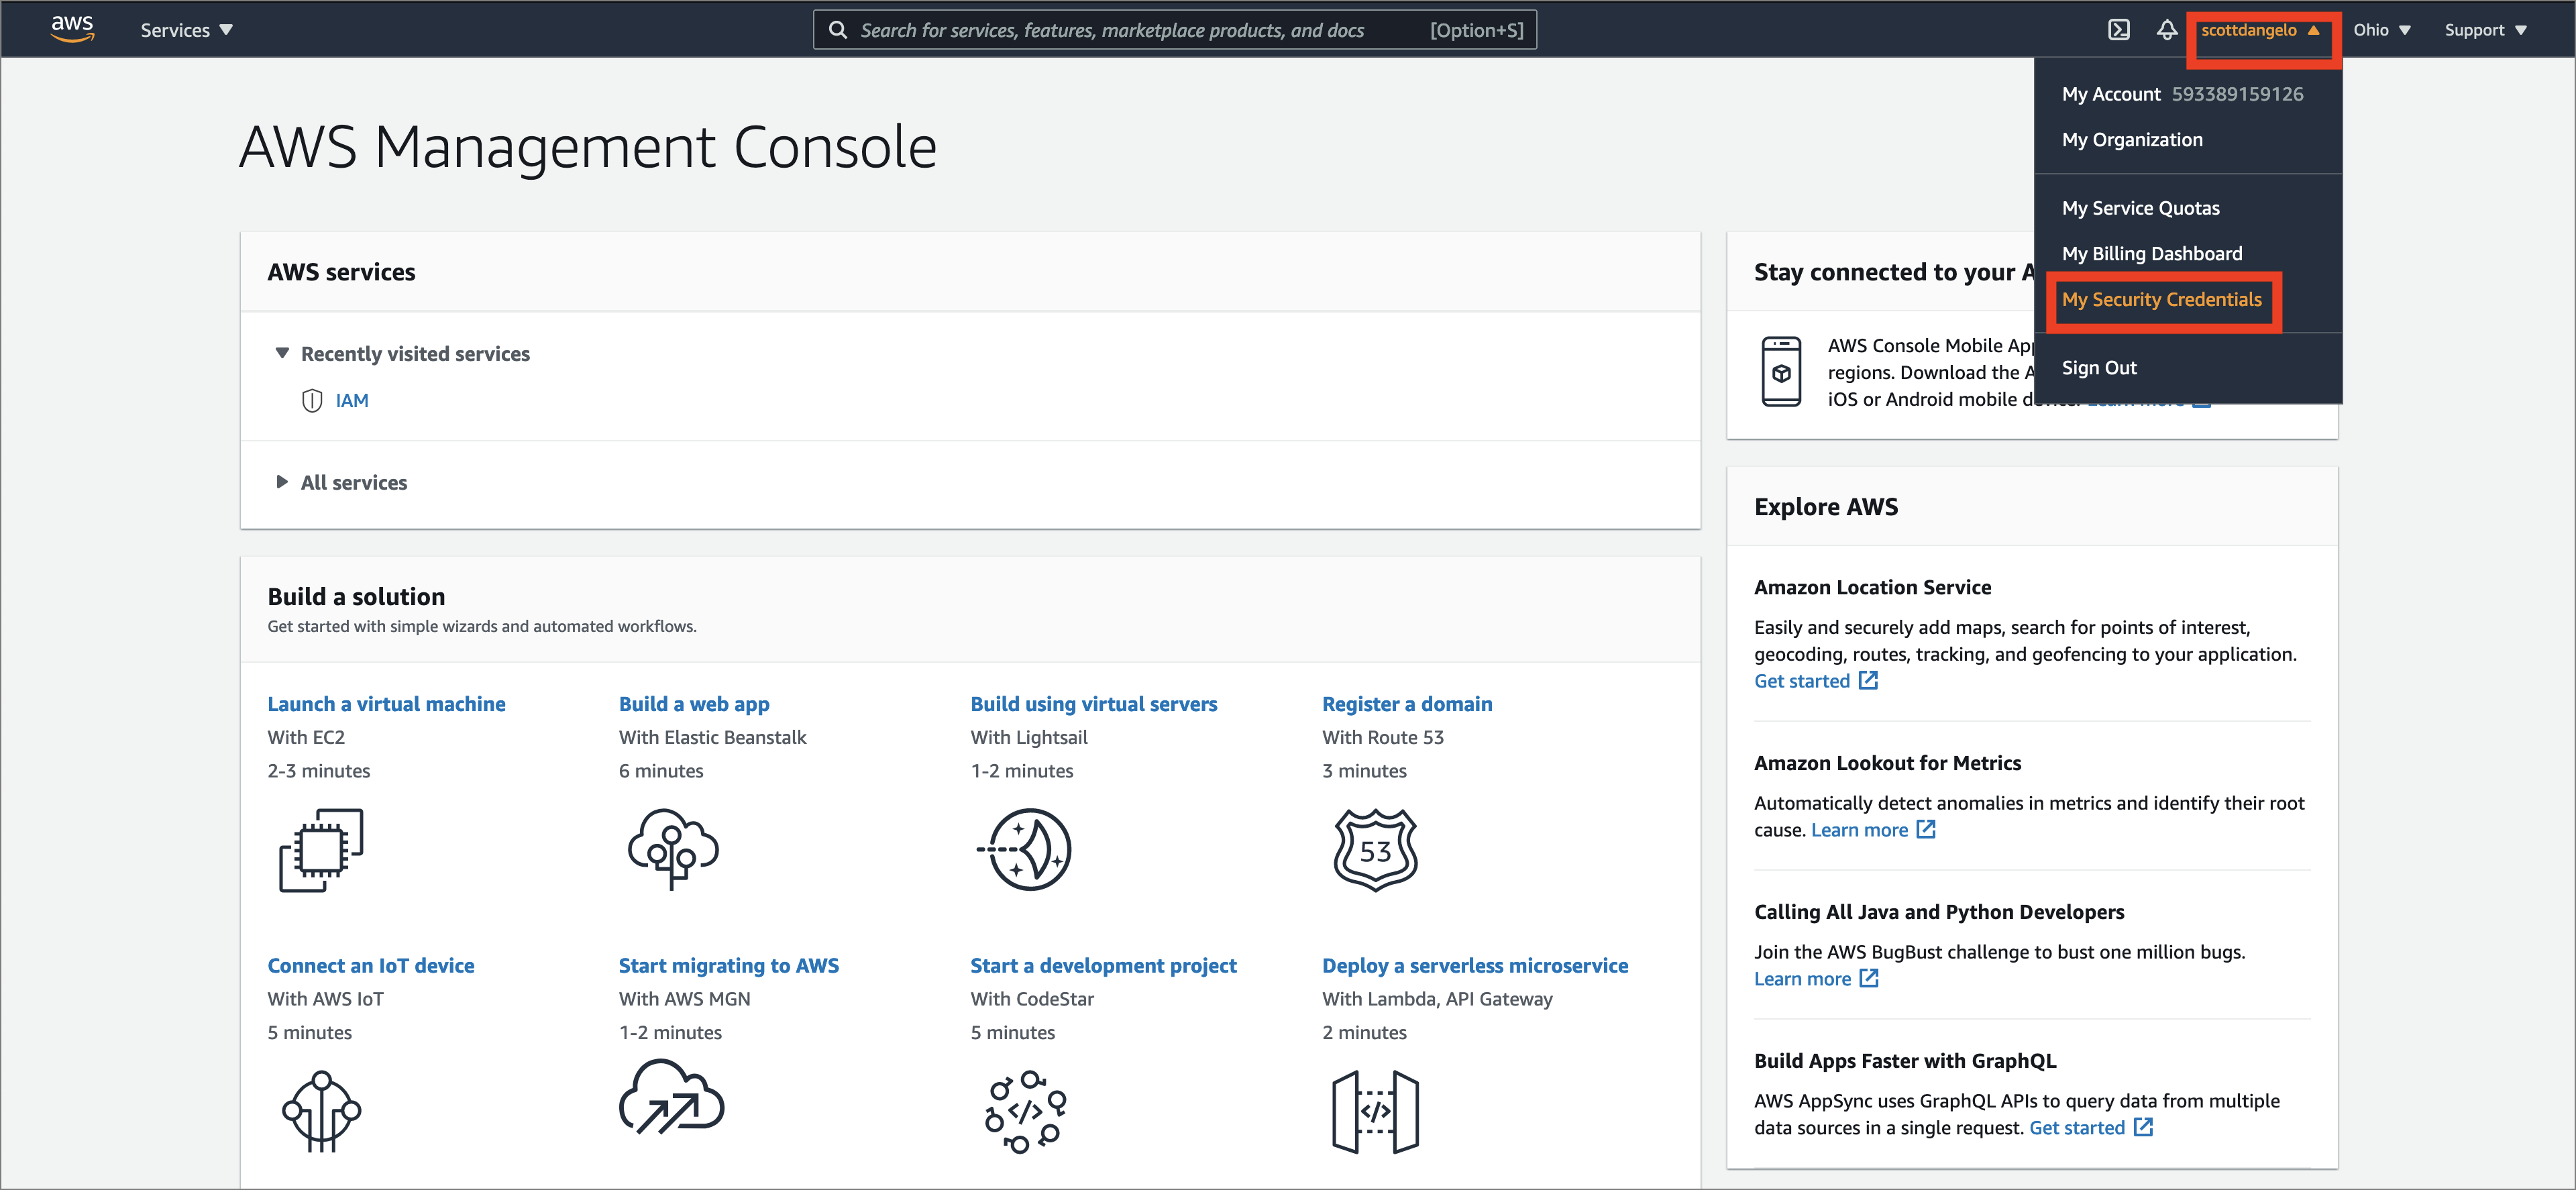 aws
Services
Search for services, features, marketplace products, and docs [Option+S]
scottdangelo
Ohio
Support
My Account 593389159126
My Organization
My Service Quotas
My Billing Dashboard
My Security Credentials
Sign Out
AWS Management Console
AWS services
Recently visited services
IAM
All services
Build a solution
Get started with simple wizards and automated workflows.
Launch a virtual machine
With EC2
2-3 minutes
Build a web app
With Elastic Beanstalk
6 minutes
Build using virtual servers
With Lightsail
1-2 minutes
Register a domain
With Route 53
3 minutes
53
Connect an IoT device
With AWS IoT
5 minutes
Start migrating to AWS
With AWS MGN
1-2 minutes
Start a development project
With CodeStar
5 minutes
</>
Deploy a serverless microservice
With Lambda, API Gateway
2 minutes
</>
Stay connected to your A
AWS Console Mobile App
regions. Download the A
iOS or Android mobile device. Learn more
Explore AWS
Amazon Location Service
Easily and securely add maps, search for points of interest,
geocoding, routes, tracking, and geofencing to your application.
Get started
Amazon Lookout for Metrics
Automatically detect anomalies in metrics and identify their root
cause. Learn more
Calling All Java and Python Developers
Join the AWS BugBust challenge to bust one million bugs.
Learn more
Build Apps Faster with GraphQL
AWS AppSync uses GraphQL APIs to query data from multiple
data sources in a single request. Get started